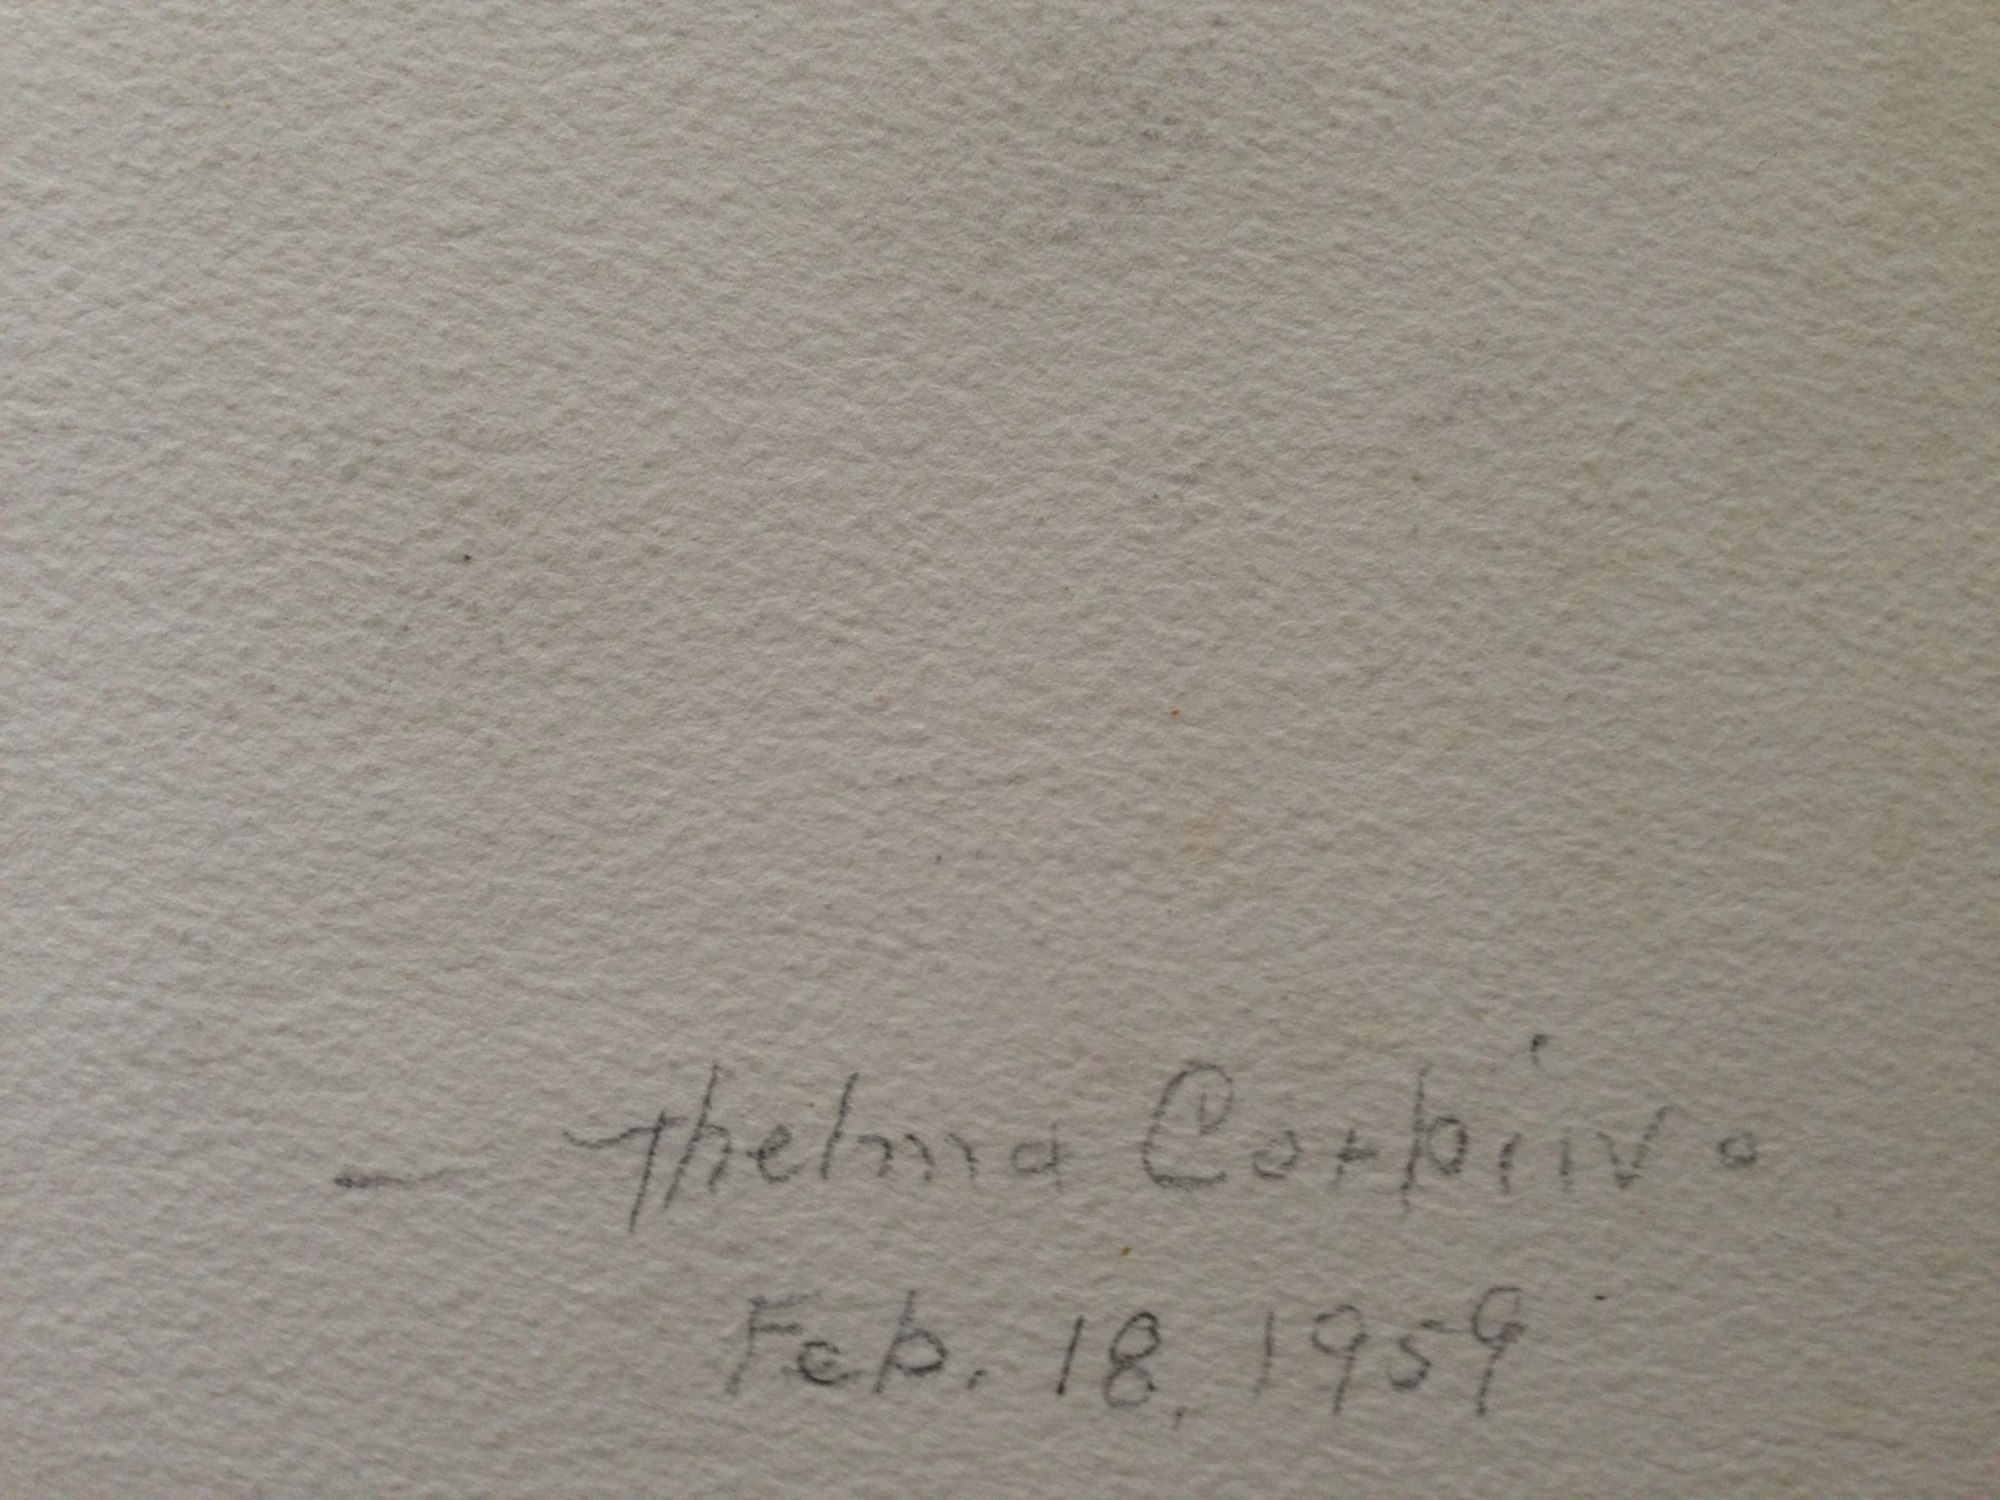 — Thelma Corbin.
Feb. 18, 1959